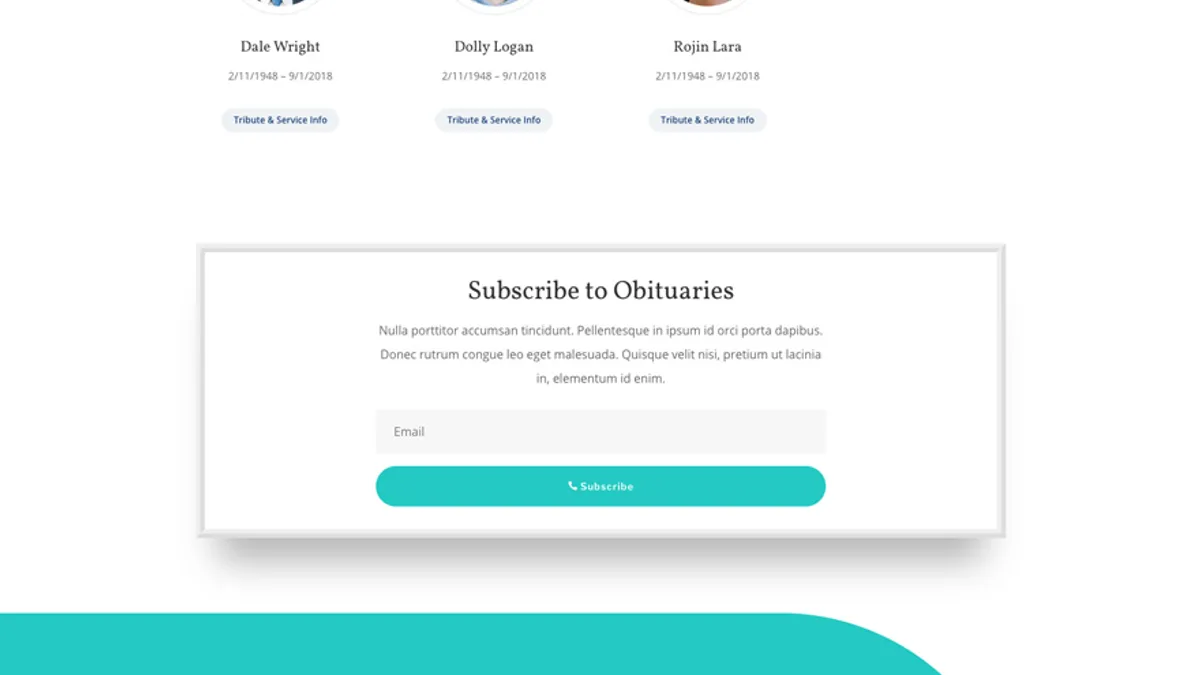 Dale Wright
Dolly Logan
Rojin Lara
2/11/1948 – 9/1/2018
2/11/1948 – 9/1/2018
2/11/1948 – 9/1/2018
Tribute & Service Info
Tribute & Service Info
Tribute & Service Info
Subscribe to Obituaries
Nulla porttitor accumsan tincidunt. Pellentesque in ipsum id orci porta dapibus.
Donec rutrum congue leo eget malesuada. Quisque velit nisi, pretium ut lacinia
in, elementum id enim.
Email
Subscribe